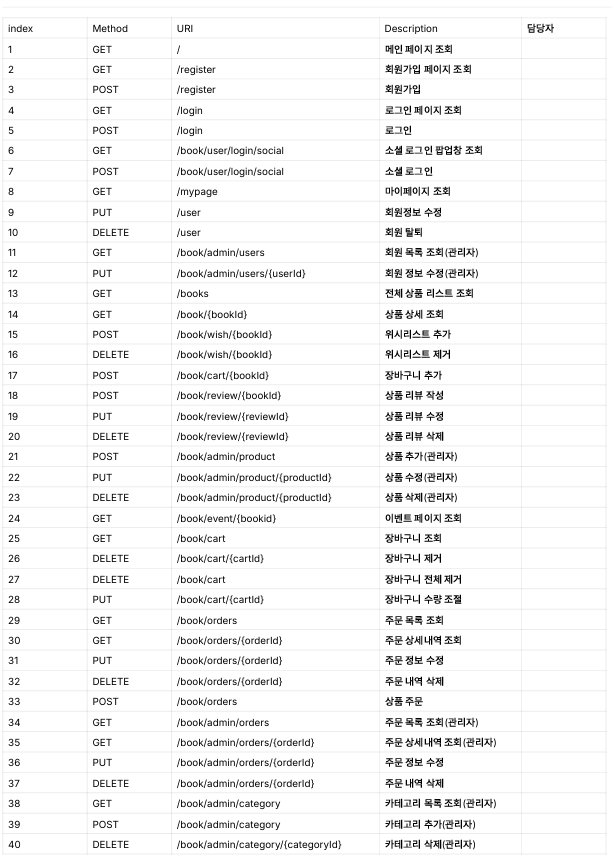 index Method URI Description 담당자
1 GET / 메인 페이지 조회
2 GET /register 회원가입 페이지 조회
3 POST /register 회원가입
4 GET /login 로그인 페이지 조회
5 POST /login 로그인
6 GET /book/user/login/social 소셜 로그인 팝업창 조회
7 POST /book/user/login/social 소셜 로그인
8 GET /mypage 마이페이지 조회
9 PUT /user 회원정보 수정
10 DELETE /user 회원 탈퇴
11 GET /book/admin/users 회원 목록 조회(관리자)
12 PUT /book/admin/users/{userId} 회원 정보 수정(관리자)
13 GET /books 전체 상품 리스트 조회
14 GET /book/{bookId} 상품 상세 조회
15 POST /book/wish/{bookId} 위시리스트 추가
16 DELETE /book/wish/{bookId} 위시리스트 제거
17 POST /book/cart/{bookId} 장바구니 추가
18 POST /book/review/{bookId} 상품 리뷰 작성
19 PUT /book/review/{reviewId} 상품 리뷰 수정
20 DELETE /book/review/{reviewId} 상품 리뷰 삭제
21 POST /book/admin/product 상품 추가(관리자)
22 PUT /book/admin/product/{productId} 상품 수정(관리자)
23 DELETE /book/admin/product/{productId} 상품 삭제(관리자)
24 GET /book/event/{bookid} 이벤트 페이지 조회
25 GET /book/cart 장바구니 조회
26 DELETE /book/cart/{cartId} 장바구니 제거
27 DELETE /book/cart 장바구니 전체 제거
28 PUT /book/cart/{cartId} 장바구니 수량 조절
29 GET /book/orders 주문 목록 조회
30 GET /book/orders/{orderId} 주문 상세내역 조회
31 PUT /book/orders/{orderId} 주문 정보 수정
32 DELETE /book/orders/{orderId} 주문 내역 삭제
33 POST /book/orders 상품 주문
34 GET /book/admin/orders 주문 목록 조회(관리자)
35 GET /book/admin/orders/{orderId} 주문 상세내역 조회(관리자)
36 PUT /book/admin/orders/{orderId} 주문 정보 수정
37 DELETE /book/admin/orders/{orderId} 주문 내역 삭제
38 GET /book/admin/category 카테고리 목록 조회(관리자)
39 POST /book/admin/category 카테고리 추가(관리자)
40 DELETE /book/admin/category/{categoryId} 카테고리 삭제(관리자)